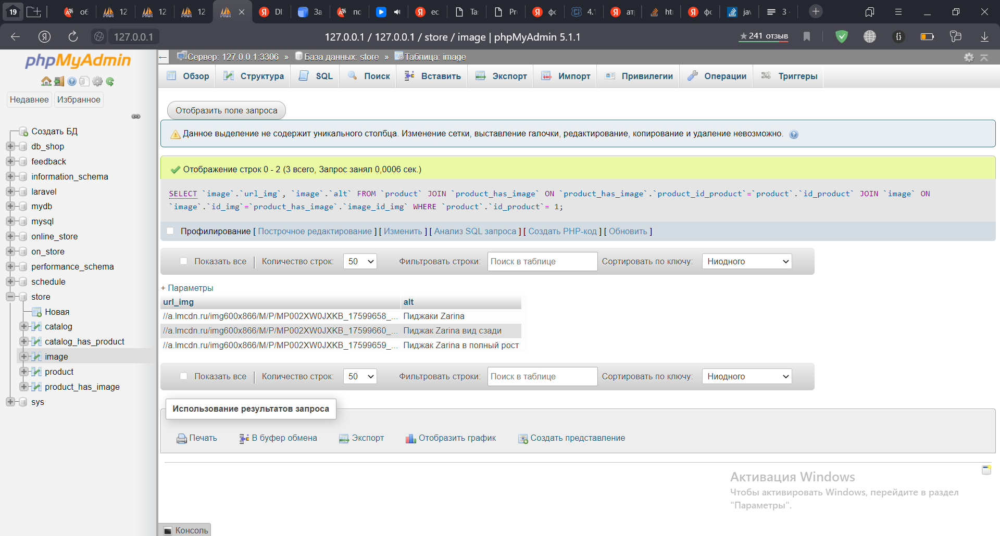 19
об
12
12
12
DI
За
по
ес
Ta
Pr
фо
4.
ат
ht
фо
jav
3 -
Я
127.0.0.1
127.0.0.1 / 127.0.0.1 / store / image | phpMyAdmin 5.1.1
★241 отзыв
phpMyAdmin
Недавнее
Избранное
Создать БД
db_shop
feedback
information_schema
laravel
mydb
mysql
online_store
on_store
performance_schema
schedule
store
Новая
catalog
catalog_has_product
image
product
product_has_image
sys
Сервер: 127.0.0.1:3306 » База данных: store » Таблица: image
Обзор
Структура
SQL
Поиск
Вставить
Экспорт
Импорт
Привилегии
Операции
Триггеры
Отобразить поле запроса
Данное выделение не содержит уникального столбца. Изменение сетки, выставление галочки, редактирование, копирование и удаление невозможно.
Отображение строк 0 - 2 (3 всего, Запрос занял 0,0006 сек.)
SELECT `image`.`url_img`, `image`.`alt` FROM `product` JOIN `product_has_image` ON `product_has_image`.`product_id_product`=`product`.`id_product` JOIN `image` ON
`image`.`id_img`=`product_has_image`.`image_id_img` WHERE `product`.`id_product`= 1;
Профилирование [ Построчное редактирование ] [ Изменить ] [ Анализ SQL запроса ] [ Создать PHP-код ] [ Обновить ]
Показать все | Количество строк: 50 Фильтровать строки: Поиск в таблице Сортировать по ключу: Ниодного
+ Параметры
url_img alt
//a.lmcdn.ru/img600x866/M/P/MP002XW0JXKB_17599658_... Пиджаки Zarina
//a.lmcdn.ru/img600x866/M/P/MP002XW0JXKB_17599660_... Пиджак Zarina вид сзади
//a.lmcdn.ru/img600x866/M/P/MP002XW0JXKB_17599659_... Пиджак Zarina в полный рост
Показать все | Количество строк: 50 Фильтровать строки: Поиск в таблице Сортировать по ключу: Ниодного
Использование результатов запроса
Печать
В буфер обмена
Экспорт
Отобразить график
Создать представление
Активация Windows
Чтобы активировать Windows, перейдите в раздел
"Параметры".
Консоль